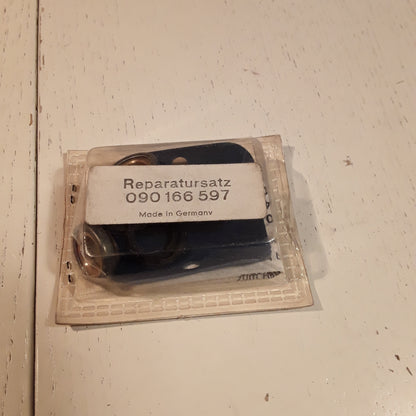 Reparatursatz
090 166 597
Made in Germany